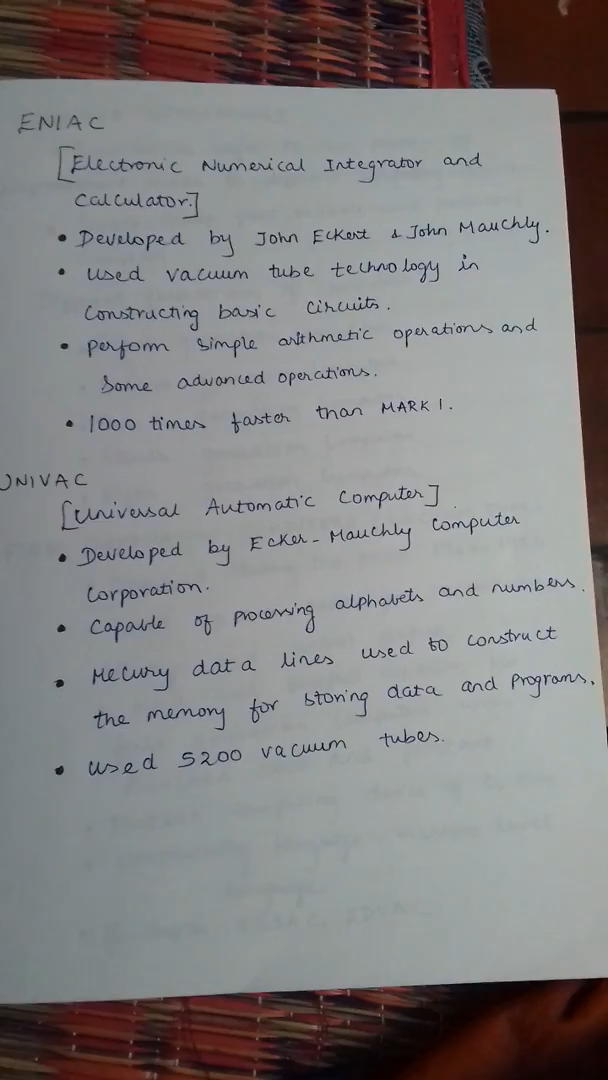 ENIAC
[Electronic Numerical Integrator and
Calculator.]
• Developed by John Eckert & John Mauchly.
• used vacuum tube technology in
Constructing basic circuits.
• perform simple arithmetic operations and
Some advanced operations.
• 1000 times faster than MARK 1.
UNIVAC
[Universal Automatic Computer]
• Developed by Ecker-Mauchly Computer
Corporation.
• Capable of processing alphabets and numbers.
• Mecury data lines used to construct
the memory for storing data and programs.
• used 5200 vacuum tubes.